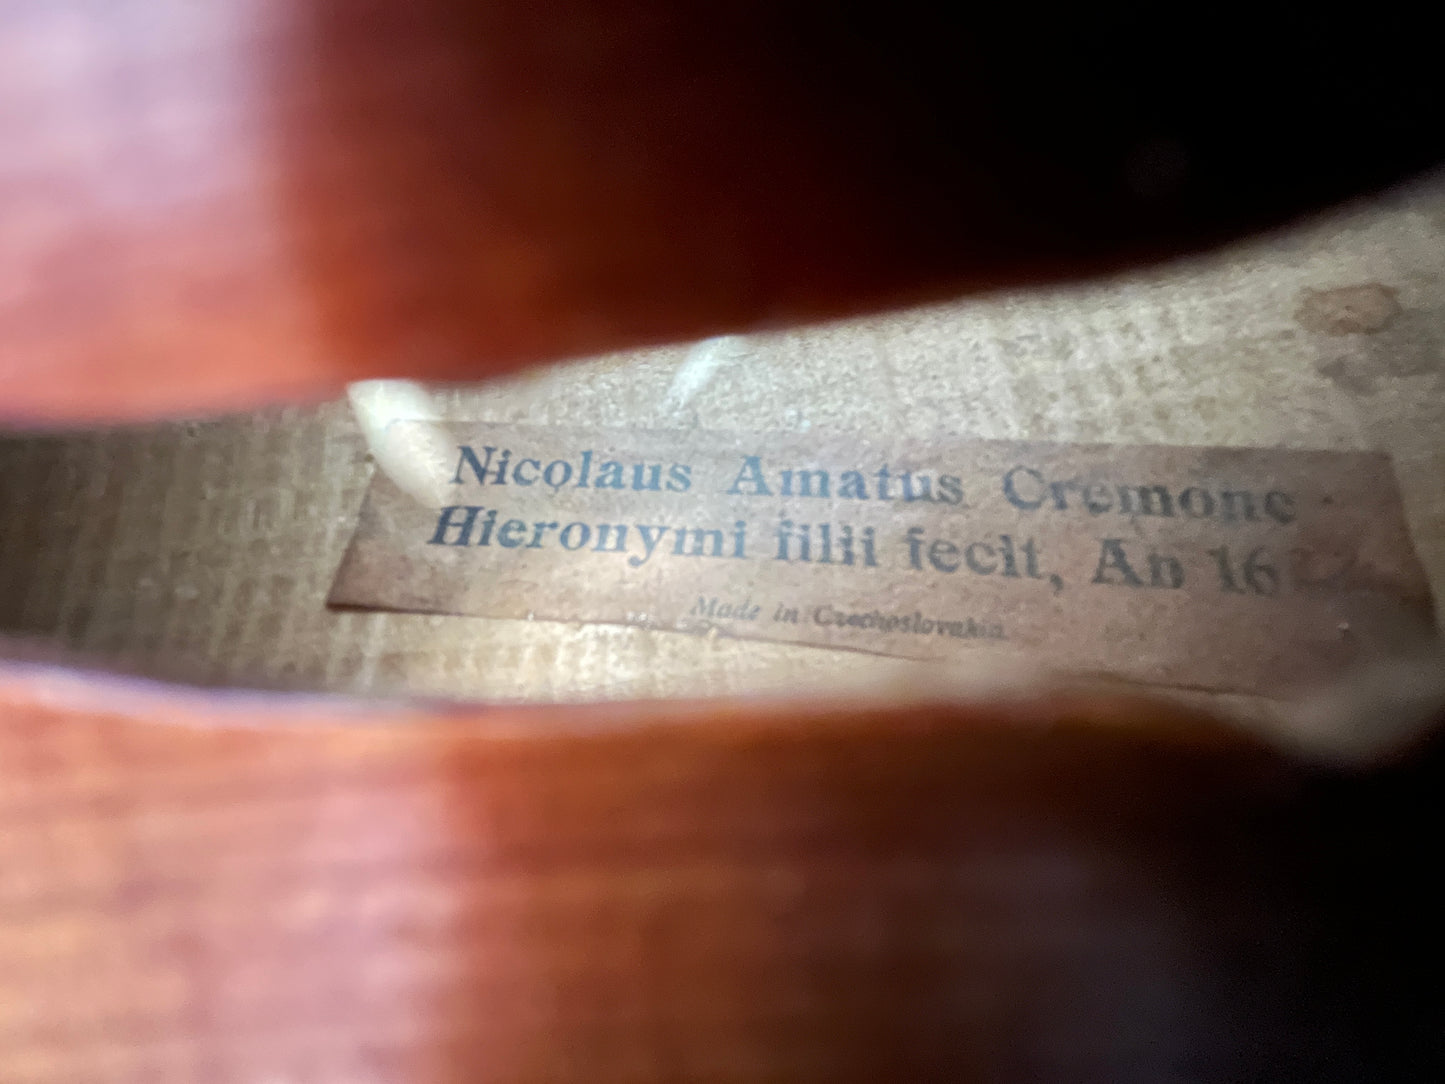 Nicolaus Amatus Cremone
Hieronymi filii fecit, An 16
Made in Czechoslovakia